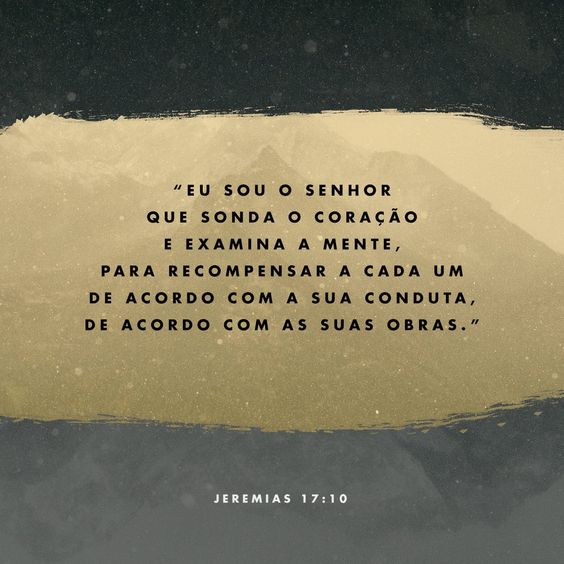 “EU SOU O SENHOR
QUE SONDA O CORAÇÃO
E EXAMINA A MENTE,
PARA RECOMPENSAR A CADA UM
DE ACORDO COM A SUA CONDUTA,
DE ACORDO COM AS SUAS OBRAS.”
JEREMIAS 17:10